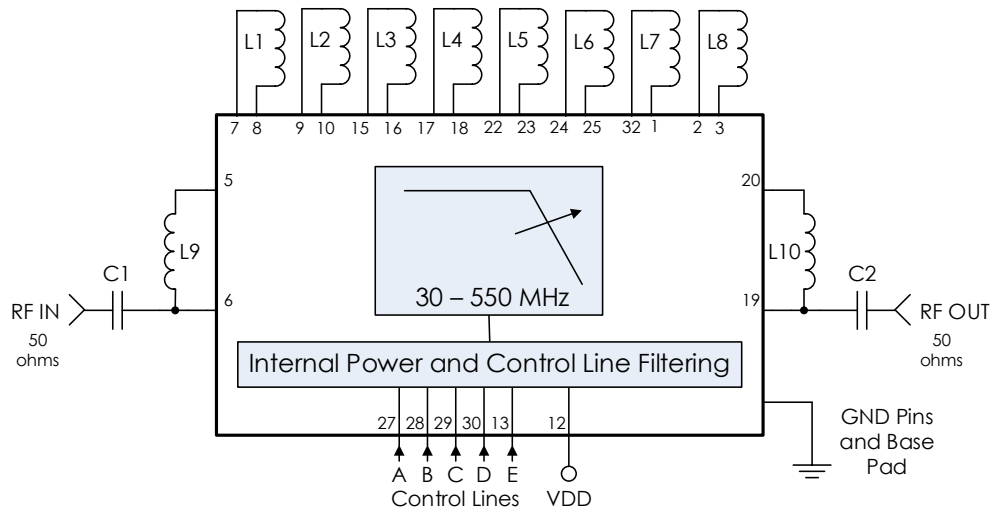 L1 L2 L3 L4 L5 L6 L7 L8
7 8 9 10 15 16 17 18 22 23 24 25 32 1 2 3
5 20
L9 L10
C1 C2
30 – 550 MHz
6 19
RF IN RF OUT
50 50
ohms ohms
Internal Power and Control Line Filtering
27 28 29 30 13 12
GND Pins
and Base
Pad
A B C D E
Control Lines VDD